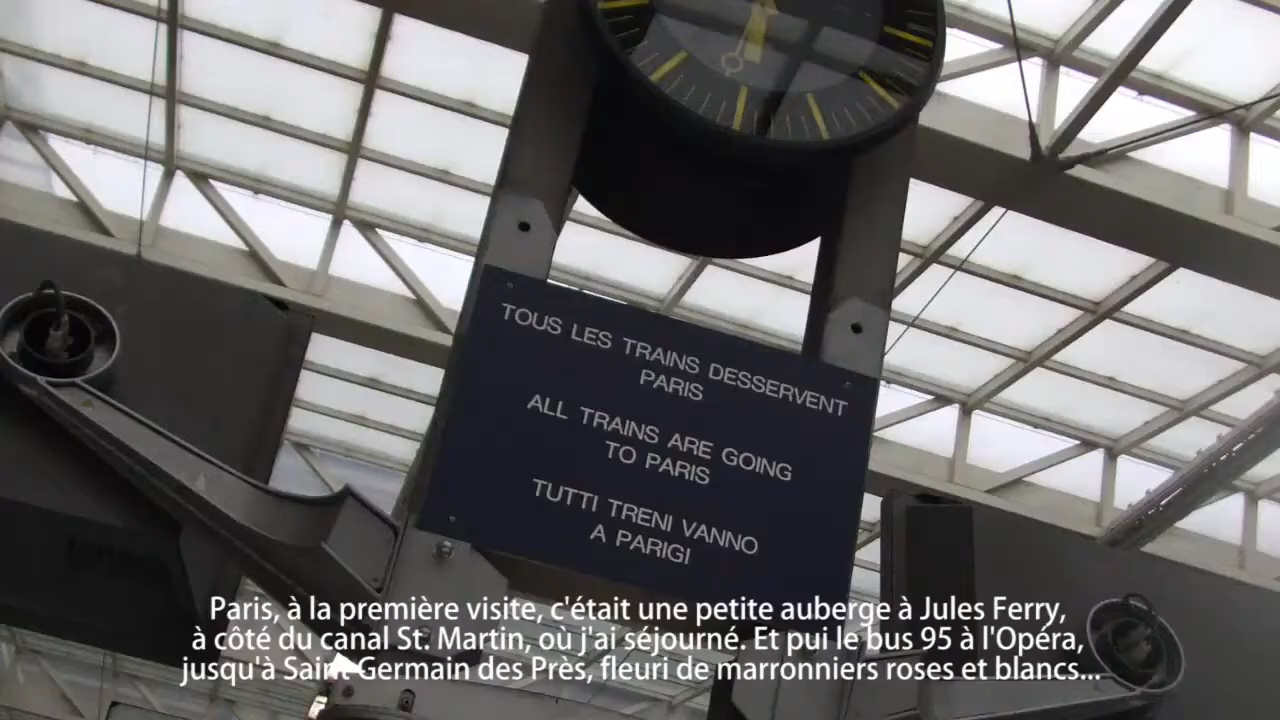 TOUS LES TRAINS DESSERVENT
PARIS
ALL TRAINS ARE GOING
TO PARIS
TUTTI TRENI VANNO
A PARIGI
Paris, à la première visite, c'était une petite auberge à Jules Ferry,
à côté du canal St. Martin, où j'ai séjourné. Et pui le bus 95 à l'Opéra,
jusqu'à Saint Germain des Près, fleuri de marronniers roses et blancs...